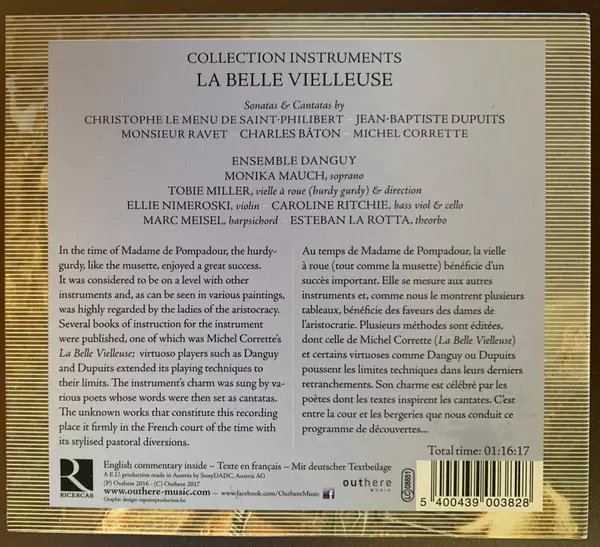 COLLECTION INSTRUMENTS
LA BELLE VIELLEUSE
Sonatas & Cantatas by
CHRISTOPHE LE MENU DE SAINT-PHILIBERT – JEAN-BAPTISTE DUPUITS
MONSIEUR RAVET – CHARLES BÂTON – MICHEL CORRETTE
ENSEMBLE DANGUY
MONIKA MAUCH, soprano
TOBIE MILLER, vielle à roue (hurdy gurdy) & direction
ELLIE NIMEROSKI, violin – CAROLINE RITCHIE, bass viol & cello
MARC MEISEL, harpsichord – ESTEBAN LA ROTTA, theorbo
In the time of Madame de Pompadour, the hurdy-
gurdy, like the musette, enjoyed a great success.
It was considered to be on a level with other
instruments and, as can be seen in various paintings,
was highly regarded by the ladies of the aristocracy.
Several books of instruction for the instrument
were published, one of which was Michel Corrette's
La Belle Vielleuse; virtuoso players such as Danguy
and Dupuits extended its playing techniques to
their limits. The instrument's charm was sung by va-
rious poets whose words were then set as cantatas.
The unknown works that constitute this recording
place it firmly in the French court of the time with
its stylised pastoral diversions.
Au temps de Madame de Pompadour, la vielle
à roue (tout comme la musette) bénéficie d'un
succès important. Elle se mesure aux autres
instruments et, comme nous le montrent plusieurs
tableaux, bénéficie des faveurs des dames de
l'aristocratie. Plusieurs méthodes sont éditées,
dont celle de Michel Corrette (La Belle Vielleuse)
et certains virtuoses comme Danguy ou Dupuits
poussent les limites techniques dans leurs derniers
retranchements. Son charme est célébré par les
poètes dont les textes inspirent les cantates. C'est
entre la cour et les bergeries que nous conduit ce
programme de découvertes...
Total time: 01:16:17
R
RICERCAR
English commentary inside – Texte en français – Mit deutscher Textbeilage
A E.U. production made in Austria by SonyDADC, Austria AG
(P) Outhere 2016 - (C) Outhere 2017
www.outhere-music.com – www.facebook.com/OuthereMusic f
Graphic design: mpointproduction.be
outhere
MUSIC
LC 08851
5 400439 003828